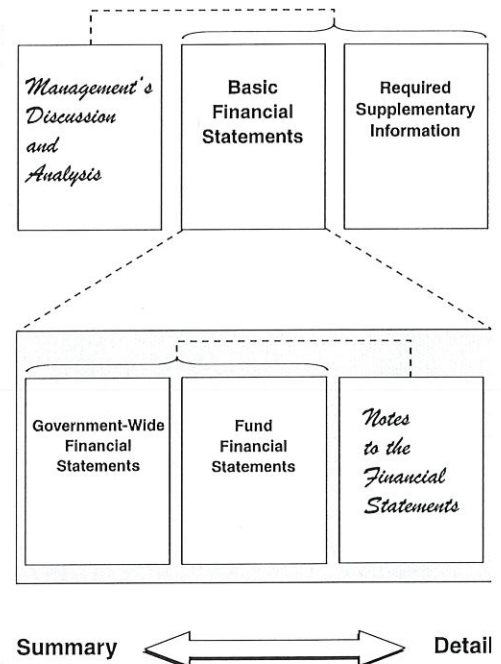 Management's
Discussion
and
Analysis
Basic
Financial
Statements
Required
Supplementary
Information
Government-Wide
Financial
Statements
Fund
Financial
Statements
Notes
to the
Financial
Statements
Summary
Detail